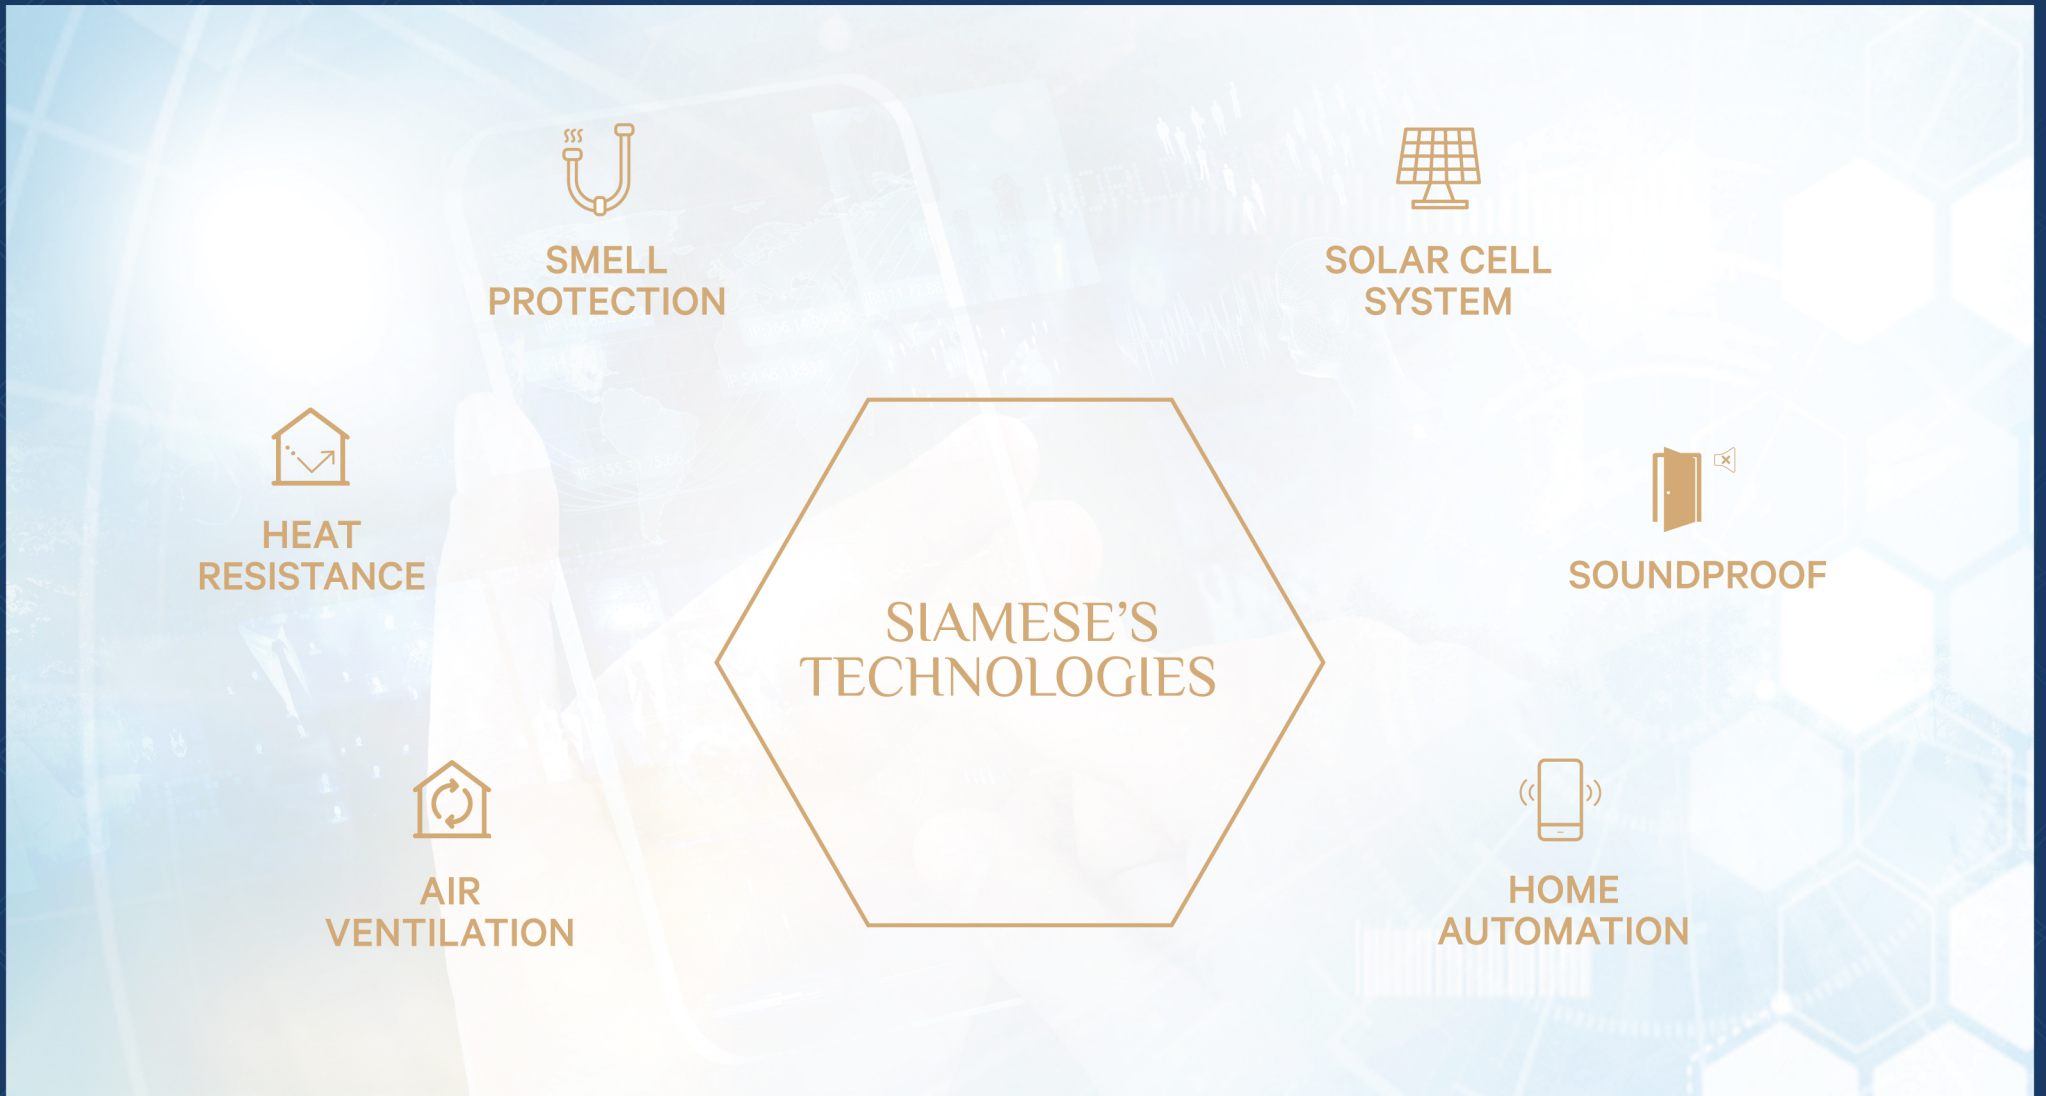 SMELL
PROTECTION
SOLAR CELL
SYSTEM
HEAT
RESISTANCE
SOUNDPROOF
SIAMESE’S
TECHNOLOGIES
AIR
VENTILATION
HOME
AUTOMATION